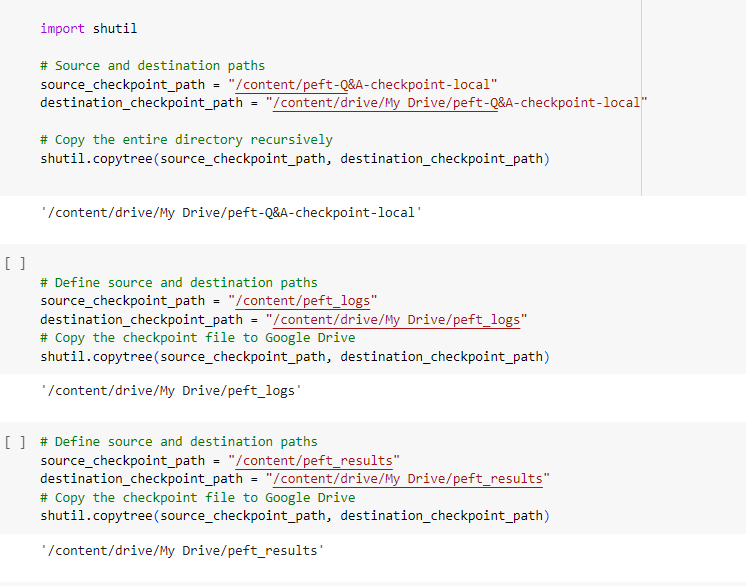 import shutil
# Source and destination paths
source_checkpoint_path = "/content/peft-Q&A-checkpoint-local"
destination_checkpoint_path = "/content/drive/My Drive/peft-Q&A-checkpoint-local"
# Copy the entire directory recursively
shutil.copytree(source_checkpoint_path, destination_checkpoint_path)
'/content/drive/My Drive/peft-Q&A-checkpoint-local'
[ ]
# Define source and destination paths
source_checkpoint_path = "/content/peft_logs"
destination_checkpoint_path = "/content/drive/My Drive/peft_logs"
# Copy the checkpoint file to Google Drive
shutil.copytree(source_checkpoint_path, destination_checkpoint_path)
'/content/drive/My Drive/peft_logs'
[ ] # Define source and destination paths
source_checkpoint_path = "/content/peft_results"
destination_checkpoint_path = "/content/drive/My Drive/peft_results"
# Copy the checkpoint file to Google Drive
shutil.copytree(source_checkpoint_path, destination_checkpoint_path)
'/content/drive/My Drive/peft_results'